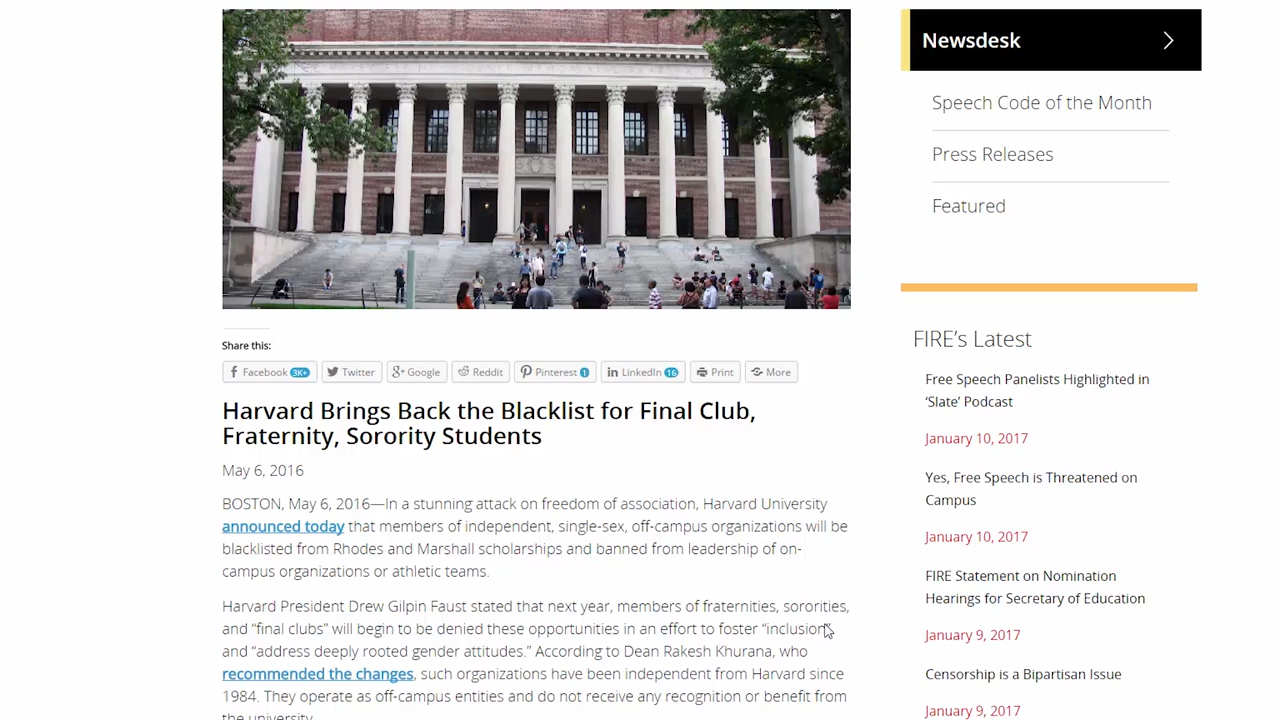 Newsdesk
Speech Code of the Month
Press Releases
Featured
Share this:
Facebook 3K+ Twitter Google Reddit Pinterest 1 LinkedIn 16 Print More
Harvard Brings Back the Blacklist for Final Club,
Fraternity, Sorority Students
May 6, 2016
BOSTON, May 6, 2016—In a stunning attack on freedom of association, Harvard University
announced today that members of independent, single-sex, off-campus organizations will be
blacklisted from Rhodes and Marshall scholarships and banned from leadership of on-
campus organizations or athletic teams.
Harvard President Drew Gilpin Faust stated that next year, members of fraternities, sororities,
and “final clubs” will begin to be denied these opportunities in an effort to foster “inclusion”
and “address deeply rooted gender attitudes.” According to Dean Rakesh Khurana, who
recommended the changes, such organizations have been independent from Harvard since
1984. They operate as off-campus entities and do not receive any recognition or benefit from
the university.
FIRE’s Latest
Free Speech Panelists Highlighted in
‘Slate’ Podcast
January 10, 2017
Yes, Free Speech is Threatened on
Campus
January 10, 2017
FIRE Statement on Nomination
Hearings for Secretary of Education
January 9, 2017
Censorship is a Bipartisan Issue
January 9, 2017